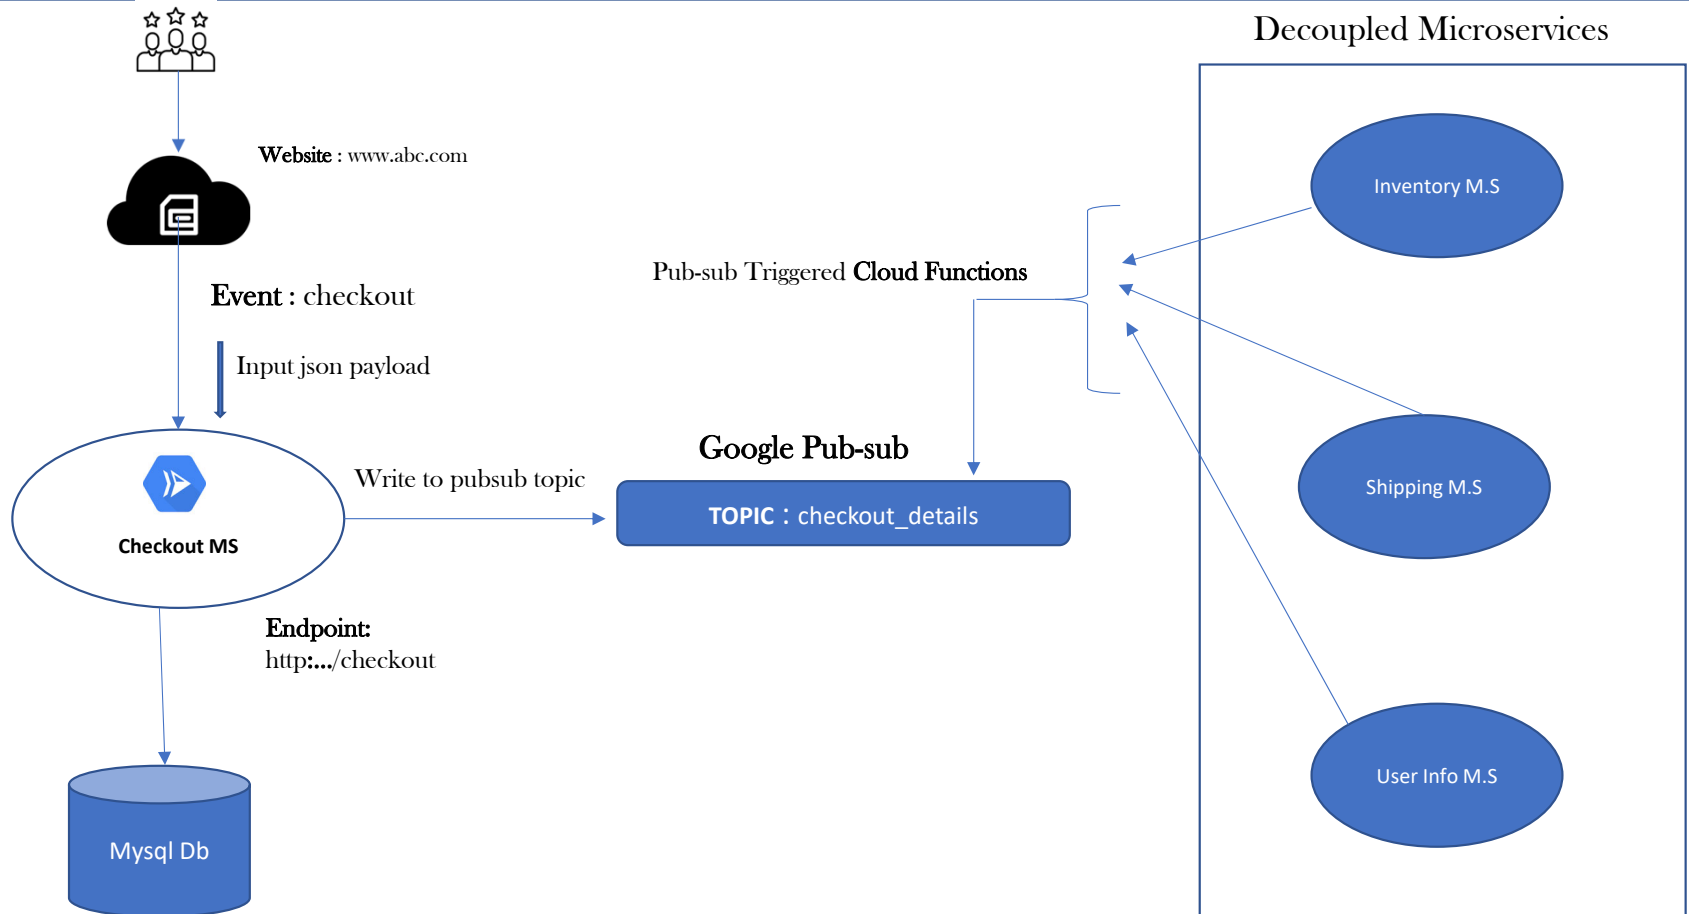 Decoupled Microservices
Website : www.abc.com
Inventory M.S
Pub-sub Triggered Cloud Functions
Event : checkout
Input json payload
Google Pub-sub
Write to pubsub topic
TOPIC : checkout_details
Shipping M.S
Checkout MS
Endpoint:
http:.../checkout
User Info M.S
Mysql Db